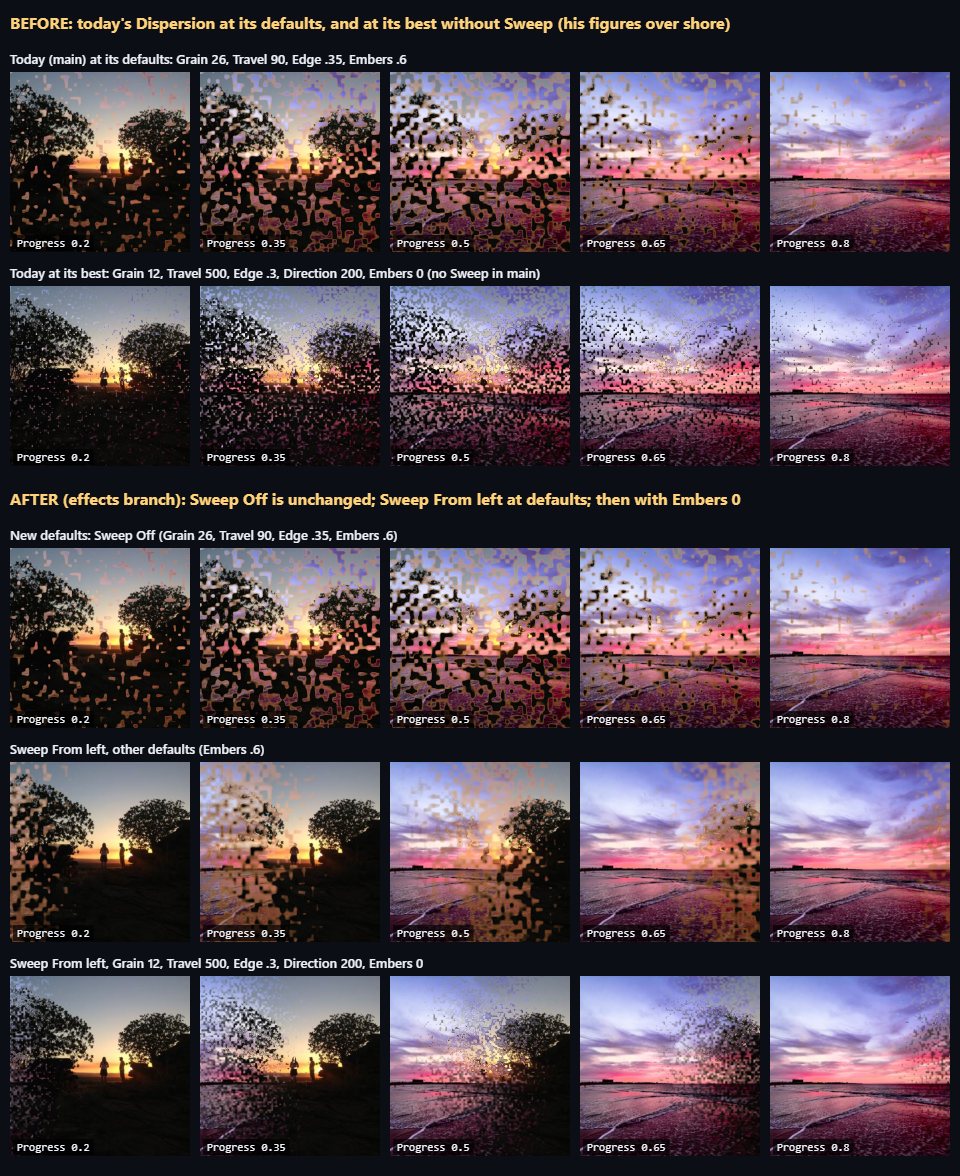 BEFORE: today's Dispersion at its defaults, and at its best without Sweep (his figures over shore)
Today (main) at its defaults: Grain 26, Travel 90, Edge .35, Embers .6
Progress 0.2
Progress 0.35
Progress 0.5
Progress 0.65
Progress 0.8
Today at its best: Grain 12, Travel 500, Edge .3, Direction 200, Embers 0 (no Sweep in main)
Progress 0.2
Progress 0.35
Progress 0.5
Progress 0.65
Progress 0.8
AFTER (effects branch): Sweep Off is unchanged; Sweep From left at defaults; then with Embers 0
New defaults: Sweep Off (Grain 26, Travel 90, Edge .35, Embers .6)
Progress 0.2
Progress 0.35
Progress 0.5
Progress 0.65
Progress 0.8
Sweep From left, other defaults (Embers .6)
Progress 0.2
Progress 0.35
Progress 0.5
Progress 0.65
Progress 0.8
Sweep From left, Grain 12, Travel 500, Edge .3, Direction 200, Embers 0
Progress 0.2
Progress 0.35
Progress 0.5
Progress 0.65
Progress 0.8